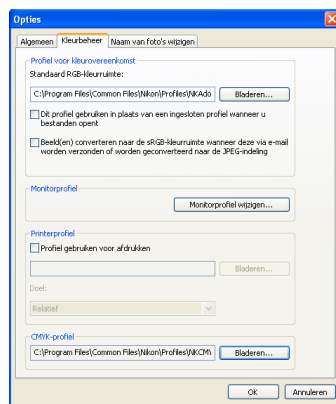 Opties
Algemeen Kleurbeheer Naam van foto's wijzigen
Profiel voor kleurovereenkomst
Standaard RGB-kleurruimte:
C:\Program Files\Common Files\Nikon\Profiles\NKAdo Bladeren...
Dit profiel gebruiken in plaats van een ingesloten profiel wanneer u
bestanden opent
Beeld(en) converteren naar de sRGB-kleurruimte wanneer deze via e-mail
worden verzonden of worden geconverteerd naar de JPEG-indeling
Monitorprofiel
Monitorprofiel wijzigen...
Printerprofiel
Profiel gebruiken voor afdrukken
Bladeren...
Doel:
Relatief
CMYK-profiel
C:\Program Files\Common Files\Nikon\Profiles\NKCM\ Bladeren...
OK Annuleren